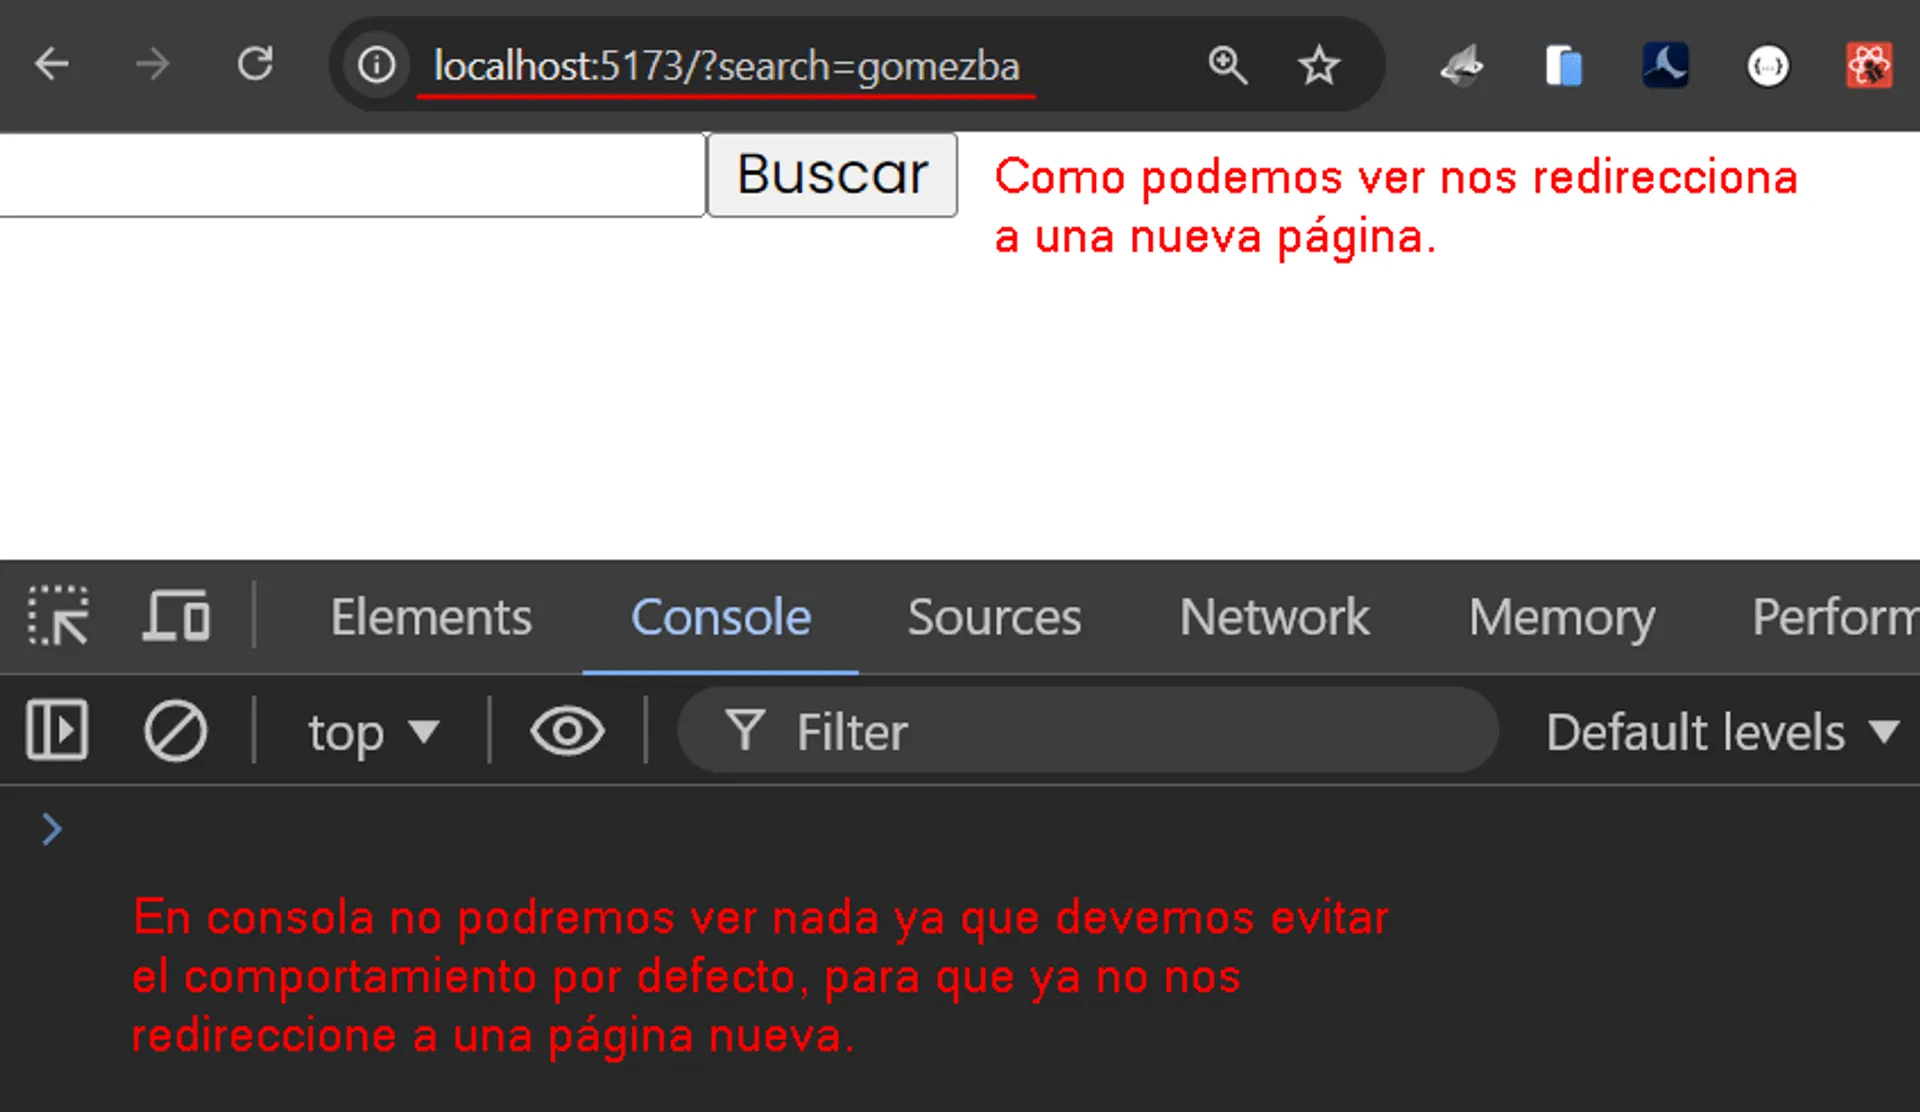 localhost:5173/?search=gomezba
Buscar
Como podemos ver nos redirecciona
a una nueva página.
Elements Console Sources Network Memory Perform
top Filter Default levels
En consola no podremos ver nada ya que devemos evitar
el comportamiento por defecto, para que ya no nos
redireccione a una página nueva.